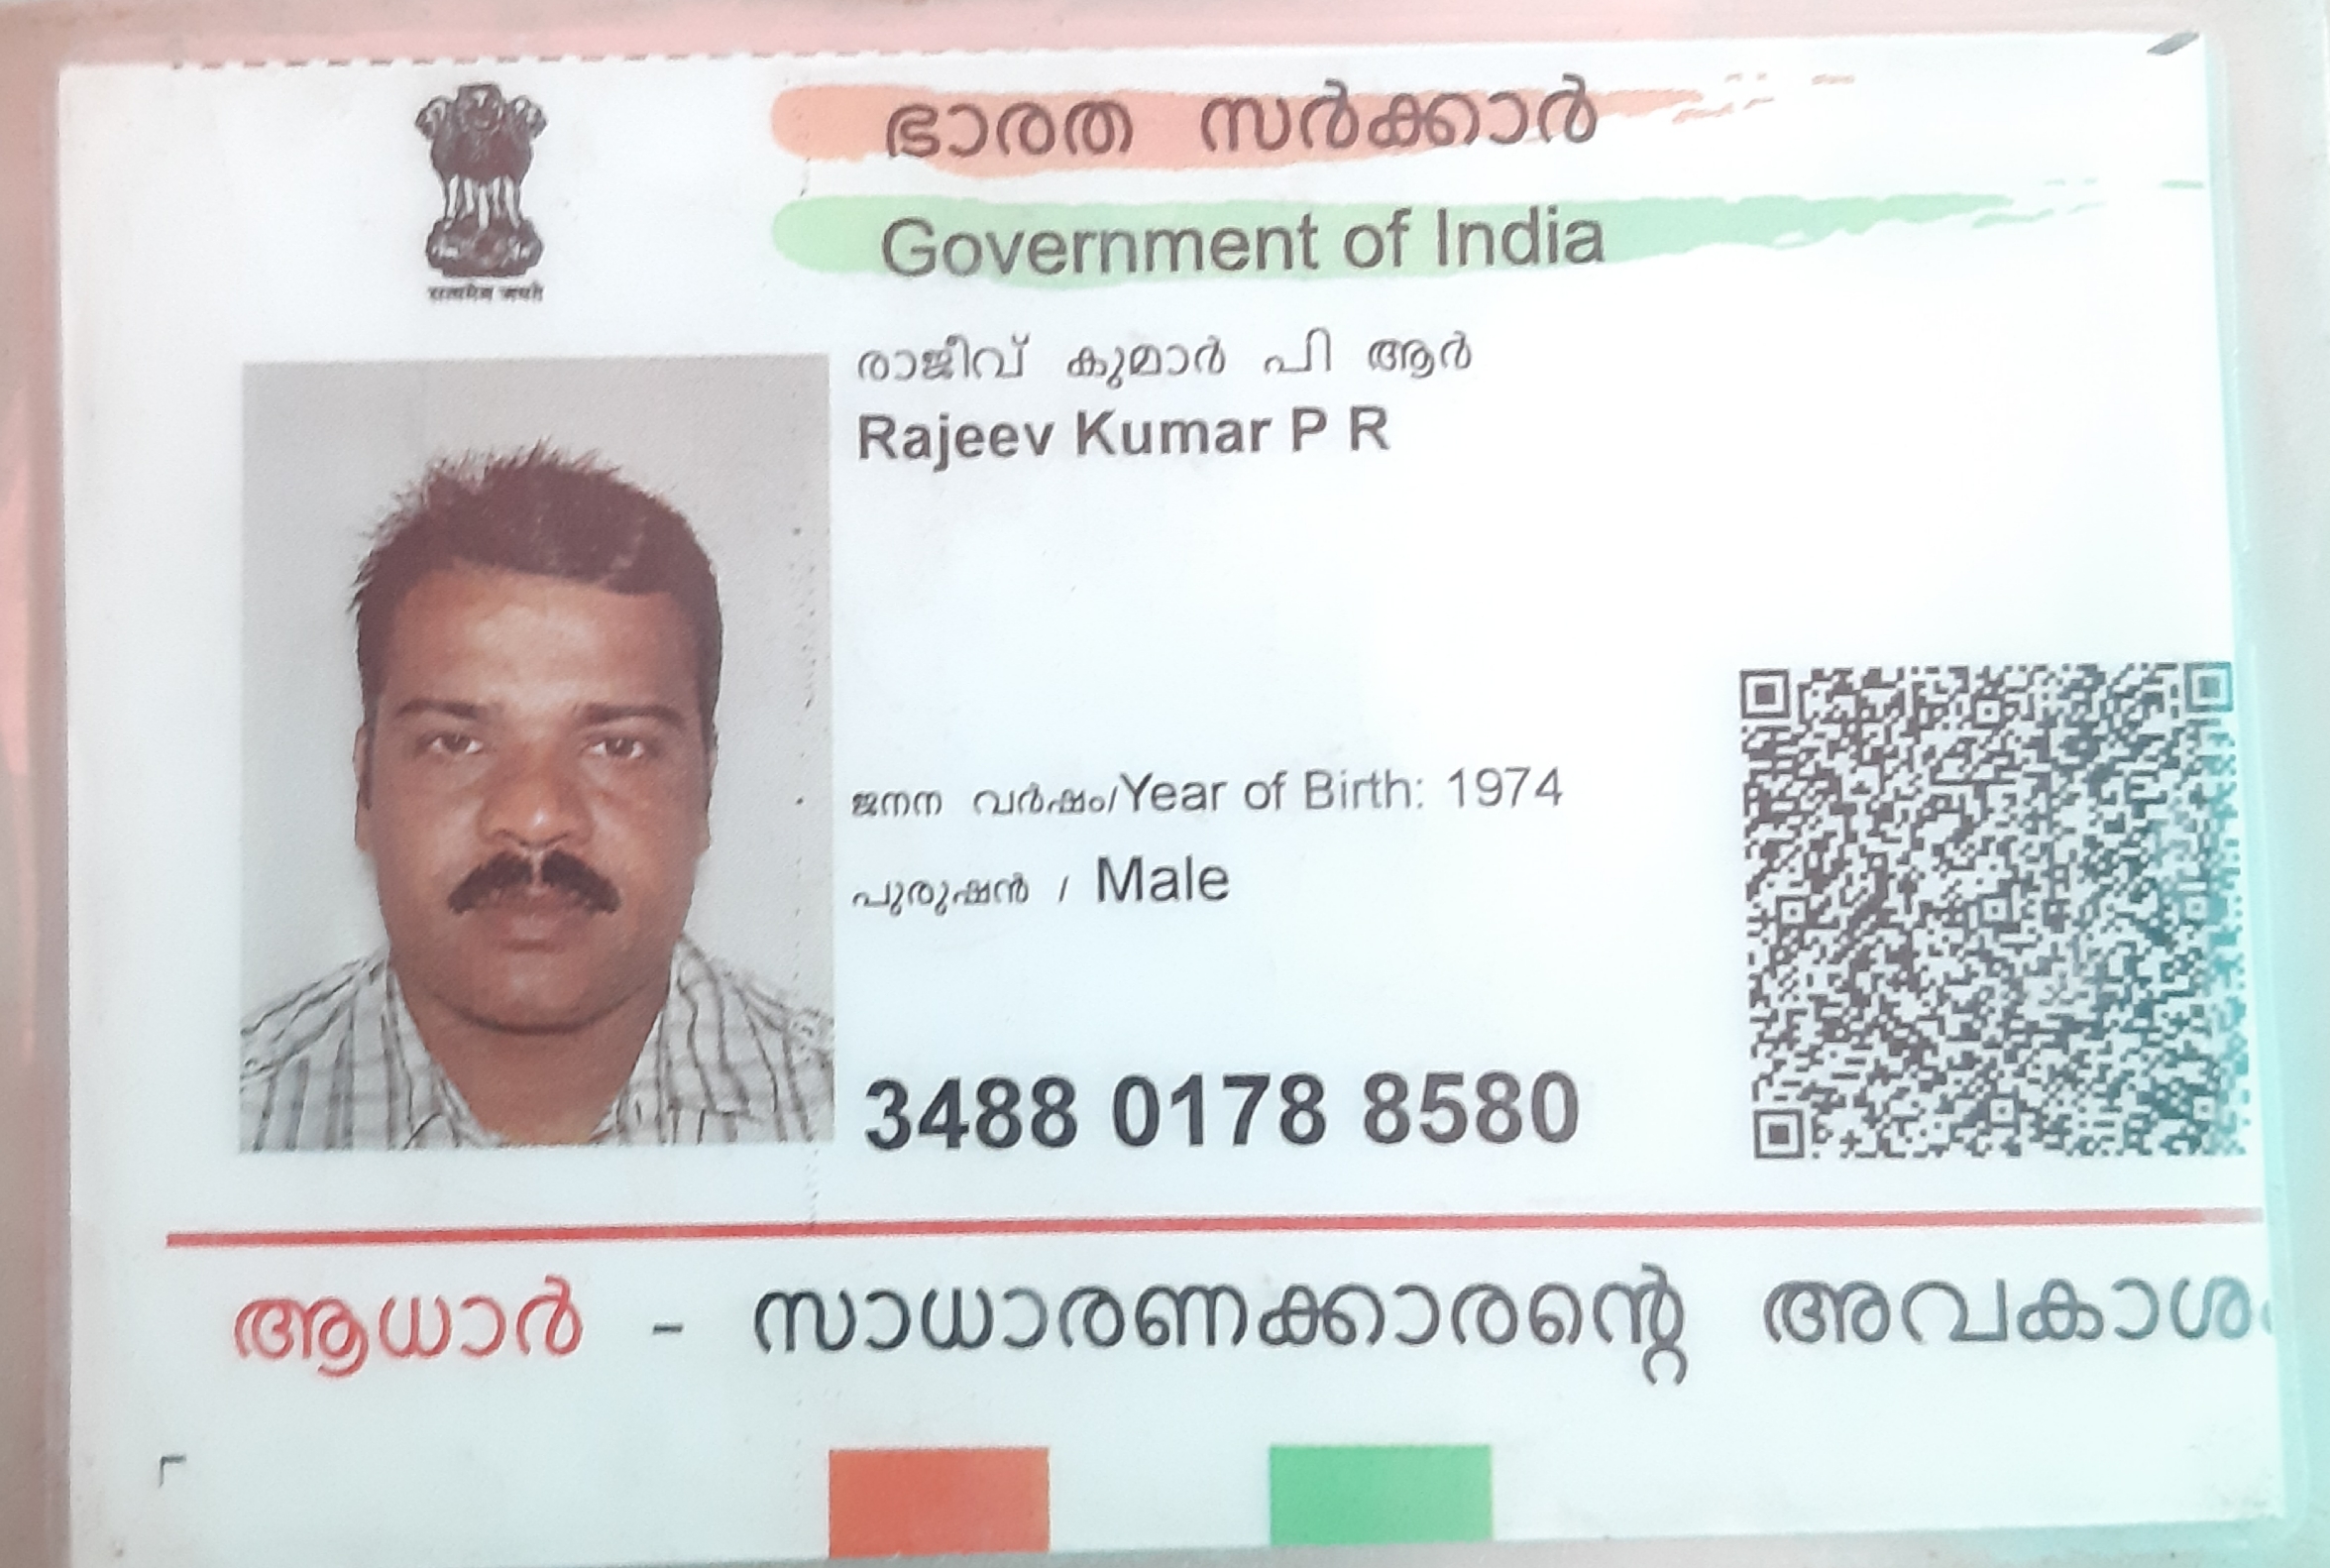 ഭാരത സർക്കാർ
Government of India
सत्यमेव जयते
രാജീവ് കുമാർ പി ആർ
Rajeev Kumar P R
ജനന വർഷം/Year of Birth: 1974
പുരുഷൻ / Male
3488 0178 8580
ആധാർ - സാധാരണക്കാരന്റെ അവകാശം